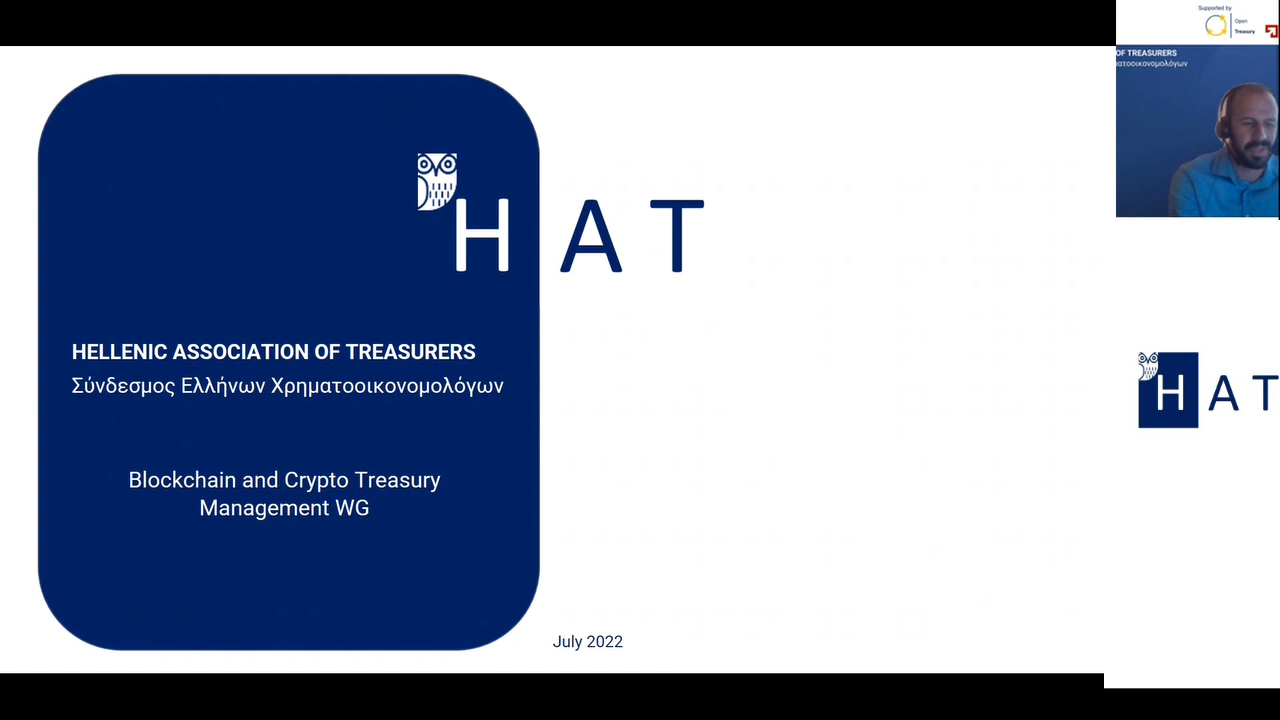 H A T
HELLENIC ASSOCIATION OF TREASURERS
Σύνδεσμος Ελλήνων Χρηματοοικονομολόγων
Blockchain and Crypto Treasury
Management WG
July 2022
Supported by
Open
Treasury
OF TREASURERS
ματοοικονομολόγων
H A T